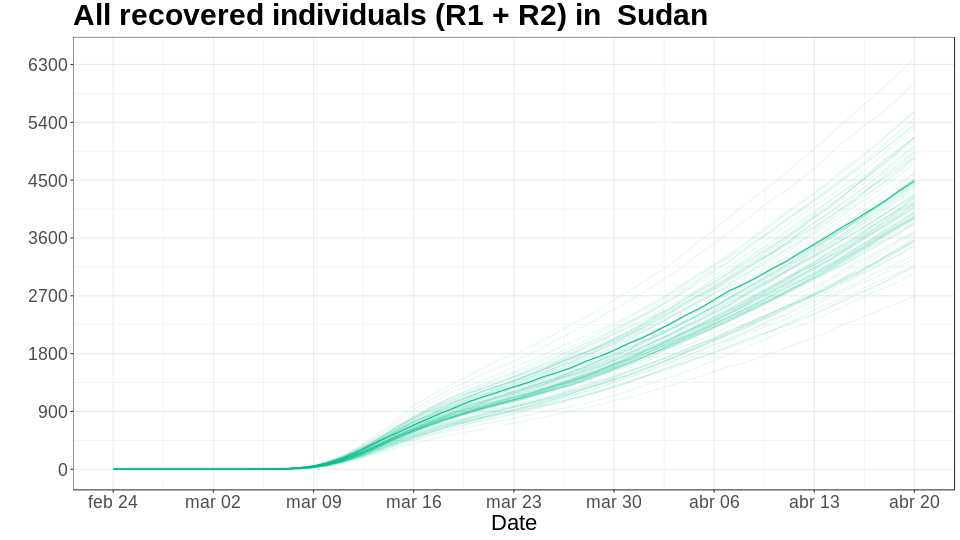 All recovered individuals (R1 + R2) in  Sudan
6300
5400
4500
3600
2700
1800
900
0
feb 24 mar 02 mar 09 mar 16 mar 23 mar 30 abr 06 abr 13 abr 20
Date